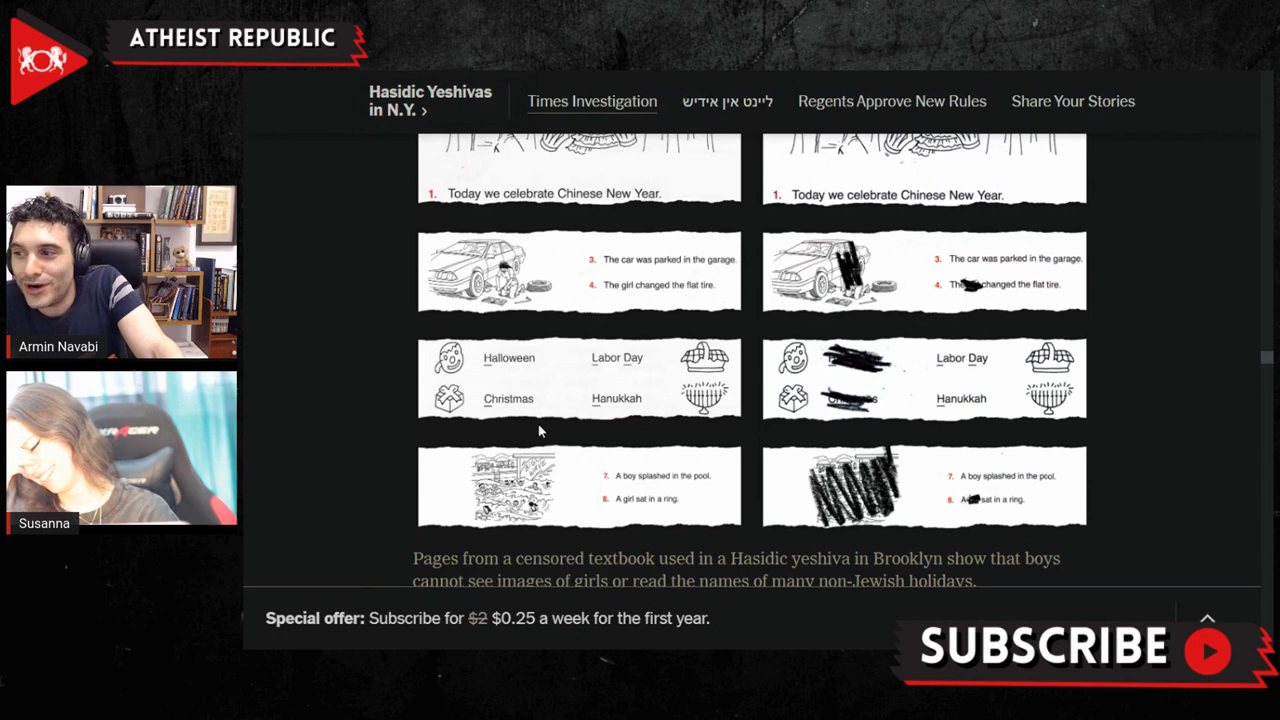 ATHEIST REPUBLIC
Hasidic Yeshivas
in N.Y. ›
Times Investigation
לייענט אין אידיש
Regents Approve New Rules
Share Your Stories
1. Today we celebrate Chinese New Year.
1. Today we celebrate Chinese New Year.
3. The car was parked in the garage.
4. The girl changed the flat tire.
3. The car was parked in the garage.
4. The changed the flat tire.
Halloween
Labor Day
Christmas
Hanukkah
Labor Day
Hanukkah
7. A boy splashed in the pool.
8. A girl sat in a ring.
7. A boy splashed in the pool.
8. A sat in a ring.
Pages from a censored textbook used in a Hasidic yeshiva in Brooklyn show that boys
cannot see images of girls or read the names of many non-Jewish holidays.
Special offer: Subscribe for $2 $0.25 a week for the first year.
Armin Navabi
Susanna
SUBSCRIBE